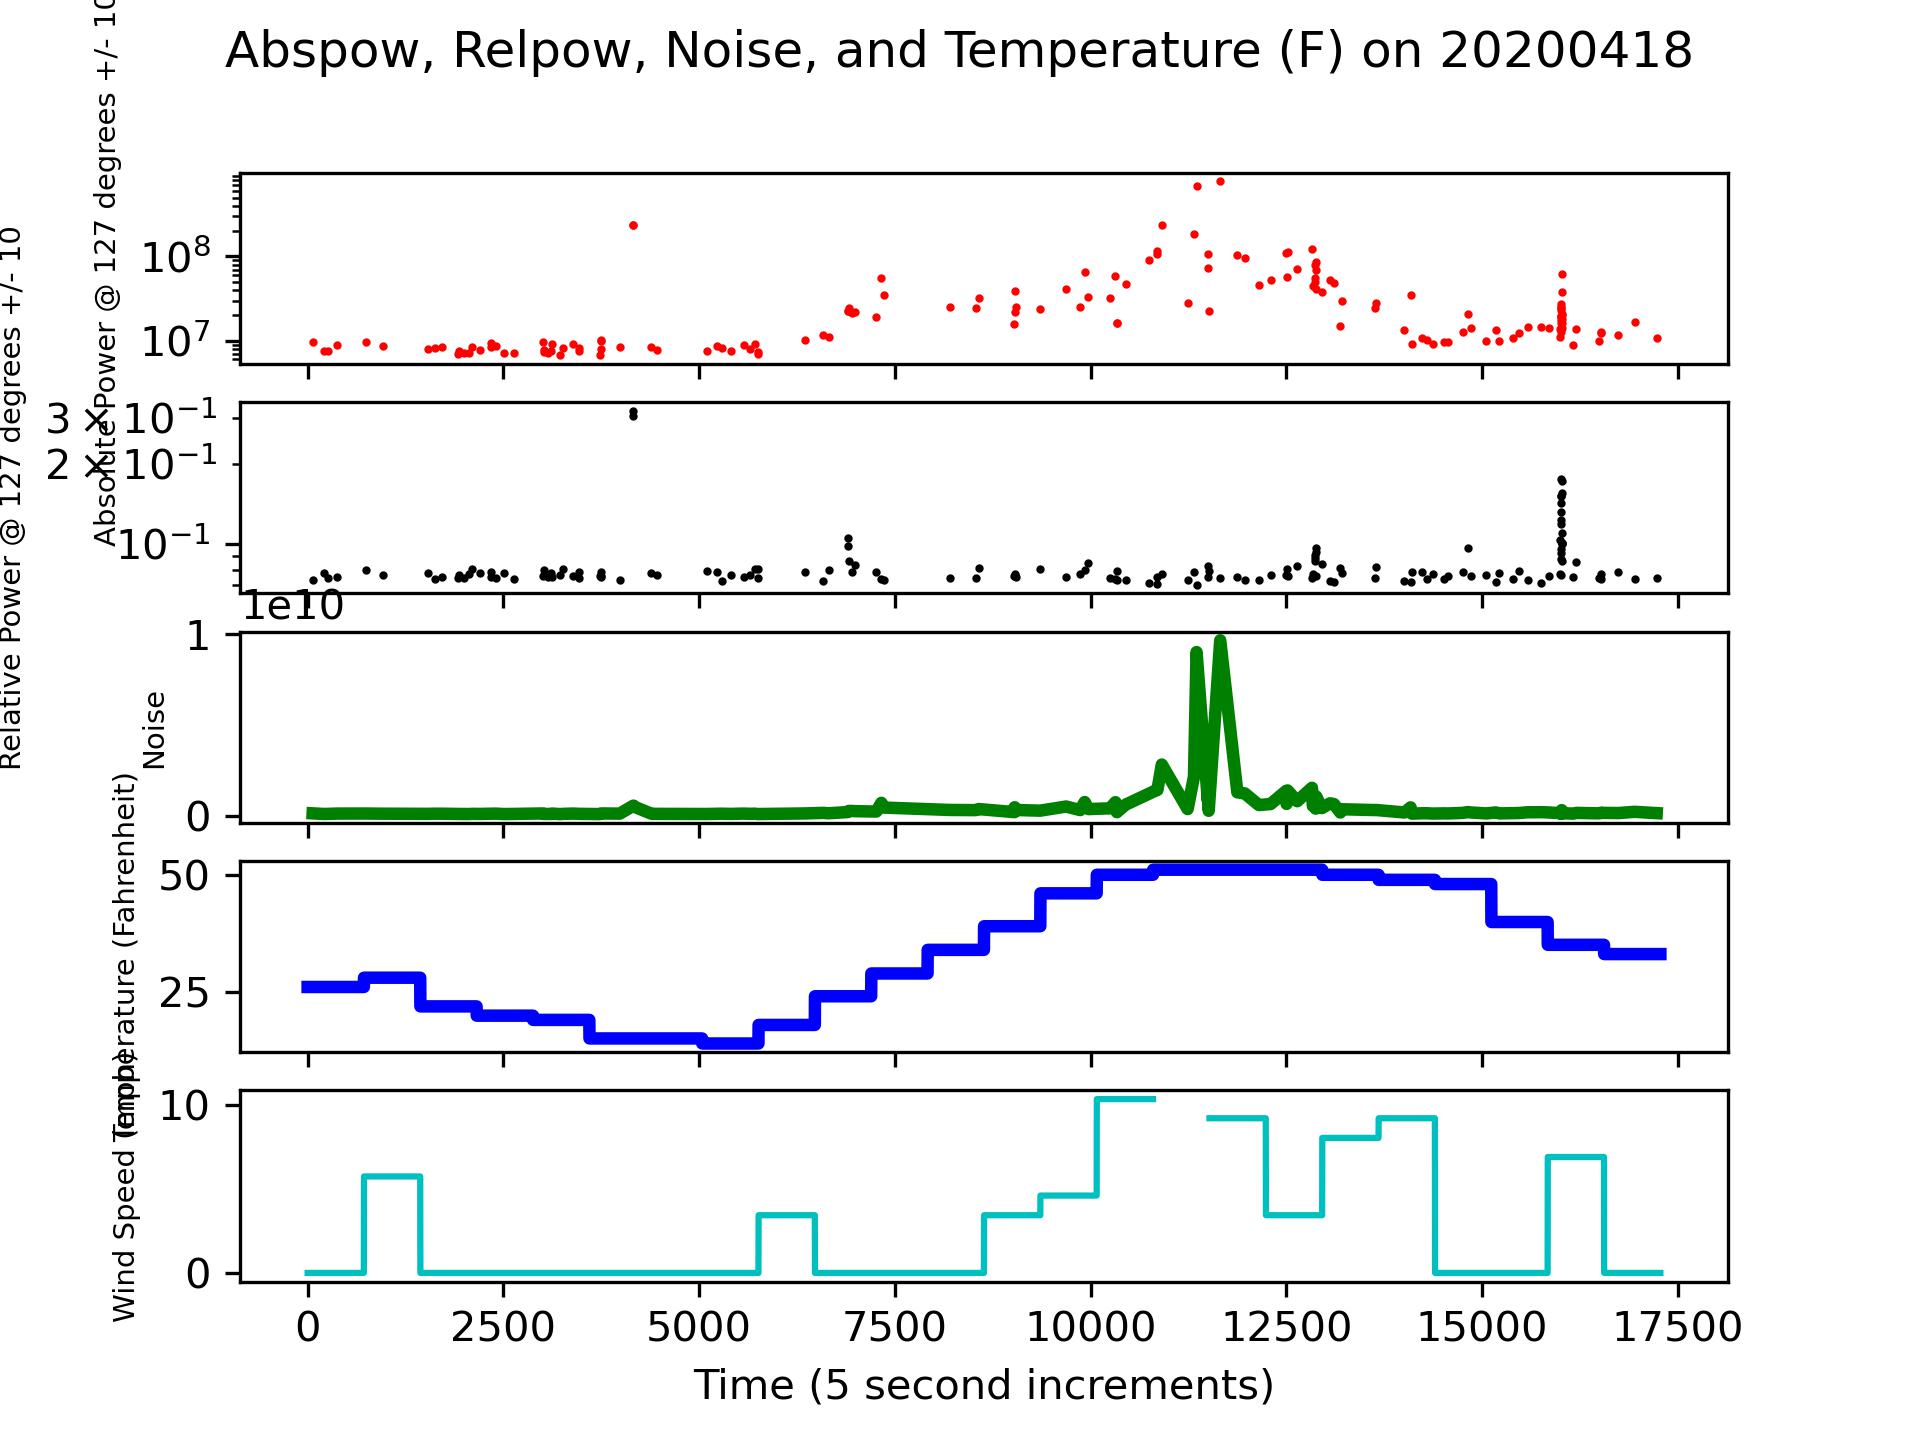 Abspow, Relpow, Noise, and Temperature (F) on 20200418
Absolute Power @ 127 degrees +/- 10
10⁸
10⁷
Relative Power @ 127 degrees +/- 10
3 × 10⁻¹
2 × 10⁻¹
10⁻¹
1e10
Noise
1
0
Temperature (Fahrenheit)
50
25
Wind Speed (mph)
10
0
0 2500 5000 7500 10000 12500 15000 17500
Time (5 second increments)